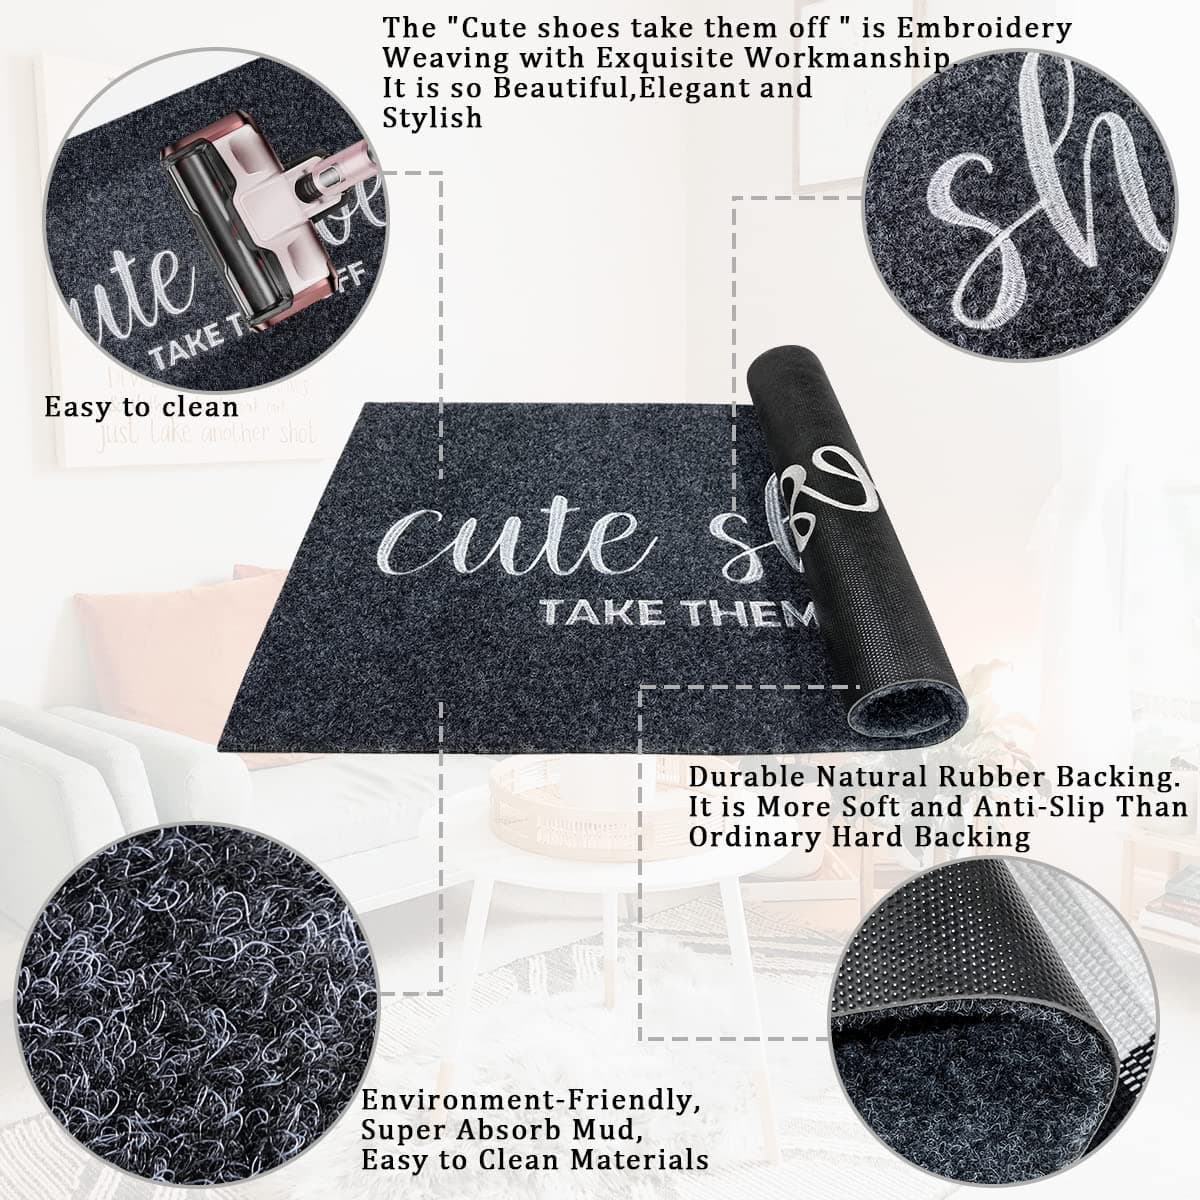 The "Cute shoes take them off " is Embroidery
Weaving with Exquisite Workmanship,
It is so Beautiful,Elegant and
Stylish
sh
ute
oe
TAKE T
FF
Easy to clean
just take another shot
cute s
TAKE THEM
Durable Natural Rubber Backing.
It is More Soft and Anti-Slip Than
Ordinary Hard Backing
Environment-Friendly,
Super Absorb Mud,
Easy to Clean Materials